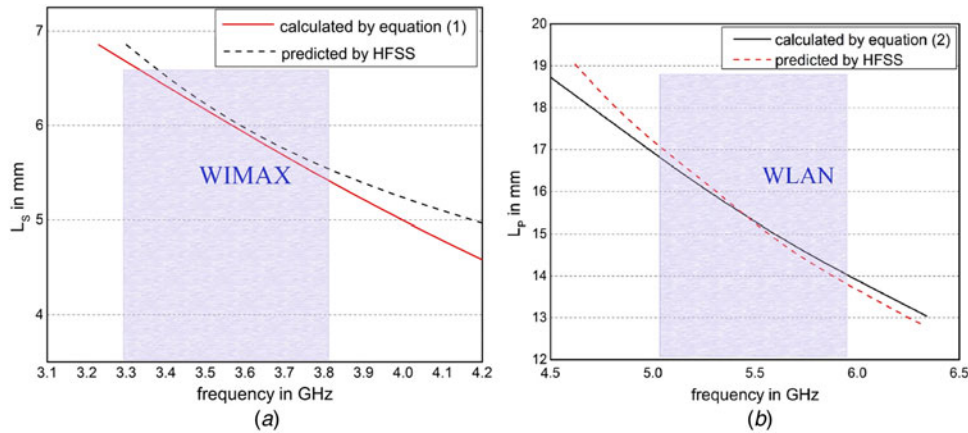 calculated by equation (1)
predicted by HFSS
7
6
5
4
L_S in mm
WIMAX
3.1 3.2 3.3 3.4 3.5 3.6 3.7 3.8 3.9 4.0 4.1 4.2
frequency in GHz
(a)
calculated by equation (2)
predicted by HFSS
20
19
18
17
16
15
14
13
12
L_P in mm
WLAN
4.5 5.0 5.5 6.0 6.5
frequency in GHz
(b)